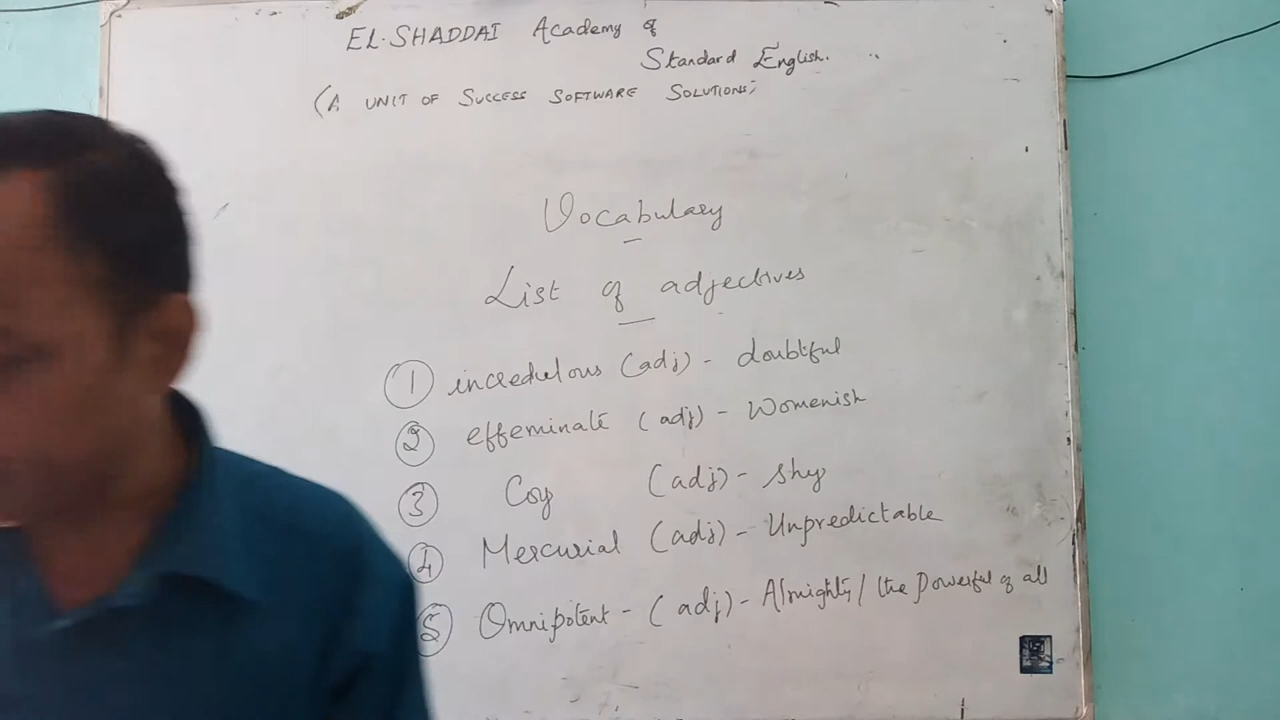 EL.SHADDAI Academy of
Standard English.
(A UNIT OF SUCCESS SOFTWARE SOLUTIONS)
Vocabulary
List of adjectives
① incredulous (adj) - doubtful
② effeminate (adj) - Womenish
③ Coy (adj) - shy
④ Mercurial (adj) - Unpredictable
⑤ Omnipotent - (adj) - Almighty / the powerful of all